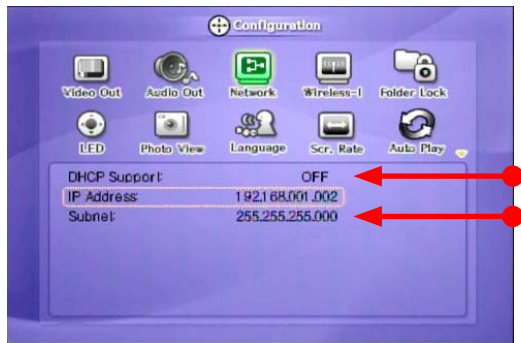 Configuration
Video Out Audio Out Network Wireless-I Folder Lock
LED Photo View Language Scr. Rate Auto Play
DHCP Support: OFF
IP Address 192.168.001.002
Subnet: 255.255.255.000